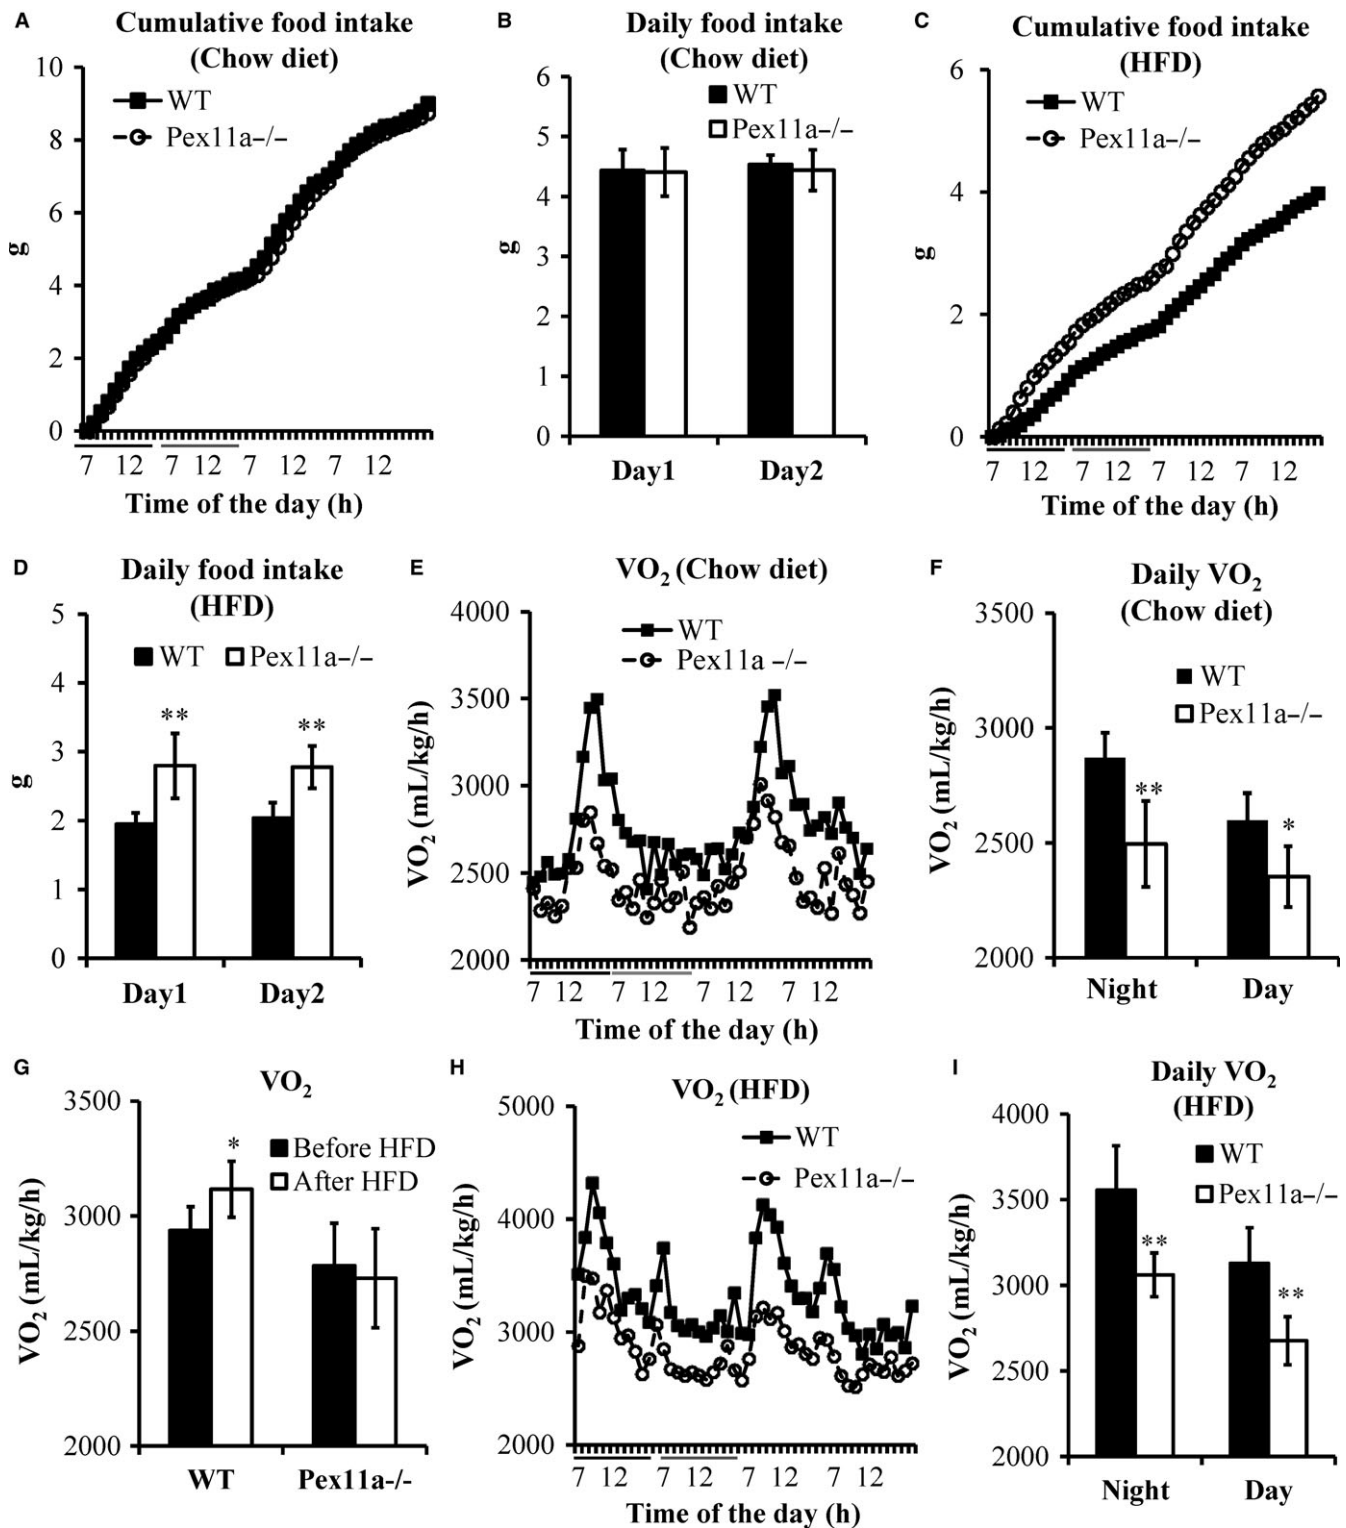 A
Cumulative food intake
(Chow diet)
10
8
6
4
2
0
g
WT
Pex11a–/–
7 12 7 12 7 12 7 12
Time of the day (h)
B
Daily food intake
(Chow diet)
6
5
4
3
2
1
0
g
WT
Pex11a–/–
Day1 Day2
C
Cumulative food intake
(HFD)
6
4
2
0
g
WT
Pex11a–/–
7 12 7 12 7 12 7 12
Time of the day (h)
D
Daily food intake
(HFD)
5
4
3
2
1
0
g
WT Pex11a–/–
** **
Day1 Day2
E
VO2 (Chow diet)
4000
3500
3000
2500
2000
VO2 (mL/kg/h)
WT
Pex11a –/–
7 12 7 12 7 12 7 12
Time of the day (h)
F
Daily VO2
(Chow diet)
3500
3000
2500
2000
VO2 (mL/kg/h)
WT
Pex11a–/–
** *
Night Day
G
VO2
3500
3000
2500
2000
VO2 (mL/kg/h)
Before HFD
After HFD
*
WT Pex11a-/-
H
VO2 (HFD)
5000
4000
3000
2000
VO2 (mL/kg/h)
WT
Pex11a–/–
7 12 7 12 7 12 7 12
Time of the day (h)
I
Daily VO2
(HFD)
4000
3500
3000
2500
2000
VO2 (mL/kg/h)
WT
Pex11a–/–
** **
Night Day